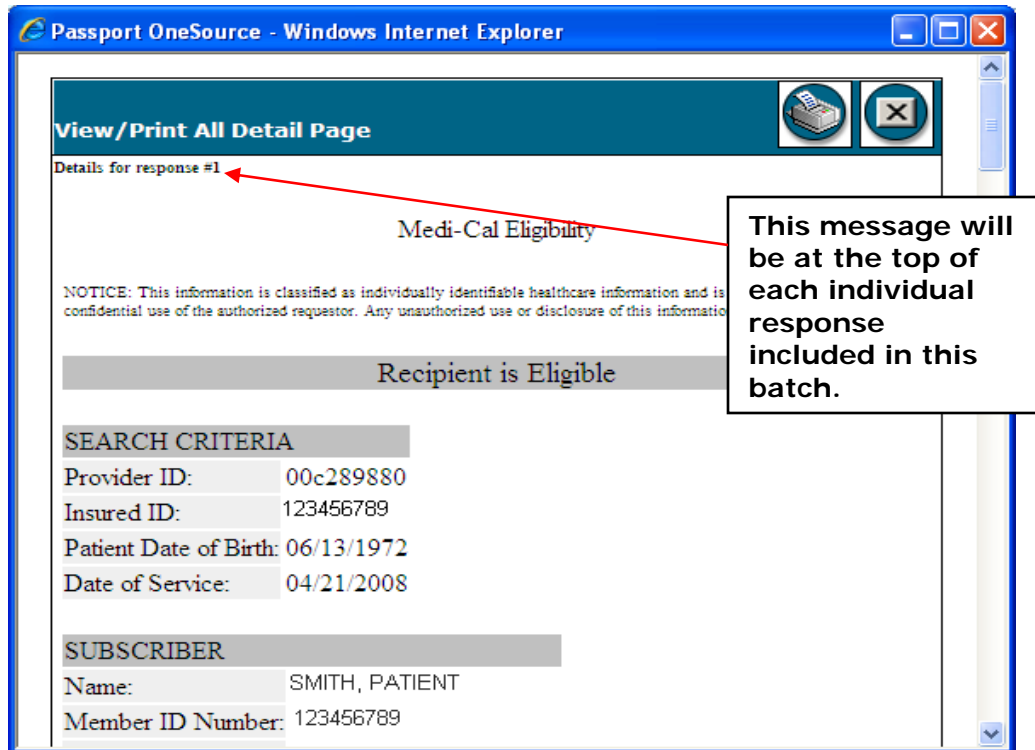 Passport OneSource - Windows Internet Explorer
View/Print All Detail Page
Details for response #1
Medi-Cal Eligibility
This message will
be at the top of
each individual
response
included in this
batch.
NOTICE: This information is classified as individually identifiable healthcare information and is
confidential use of the authorized requestor. Any unauthorized use or disclosure of this informatio
Recipient is Eligible
SEARCH CRITERIA
Provider ID: 00c289880
Insured ID: 123456789
Patient Date of Birth: 06/13/1972
Date of Service: 04/21/2008
SUBSCRIBER
Name: SMITH, PATIENT
Member ID Number: 123456789